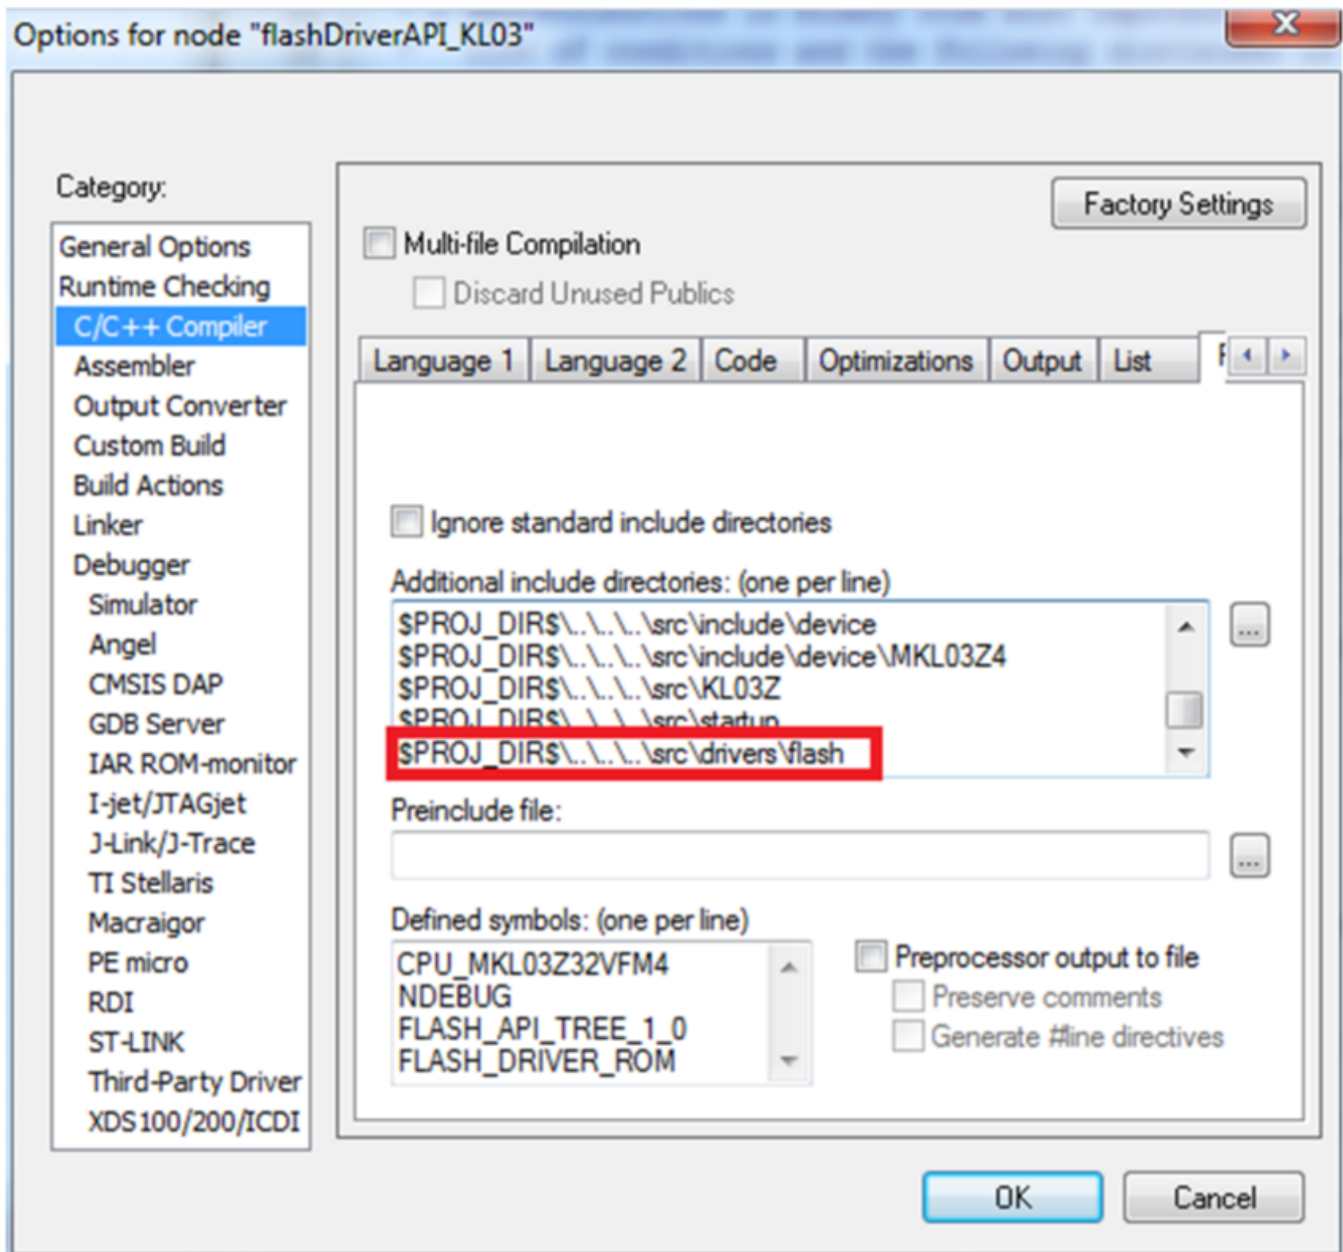 Options for node "flashDriverAPI_KL03"
Category:
General Options
Runtime Checking
C/C++ Compiler
Assembler
Output Converter
Custom Build
Build Actions
Linker
Debugger
Simulator
Angel
CMSIS DAP
GDB Server
IAR ROM-monitor
I-jet/JTAGjet
J-Link/J-Trace
TI Stellaris
Macraigor
PE micro
RDI
ST-LINK
Third-Party Driver
XDS100/200/ICDI
Factory Settings
Multi-file Compilation
Discard Unused Publics
Language 1 Language 2 Code Optimizations Output List
Ignore standard include directories
Additional include directories: (one per line)
$PROJ_DIR$\..\..\..\src\include\device
$PROJ_DIR$\..\..\..\src\include\device\MKL03Z4
$PROJ_DIR$\..\..\..\src\KL03Z
$PROJ_DIR$\..\..\..\src\startup
$PROJ_DIR$\..\..\..\src\drivers\flash
...
Preinclude file:
...
Defined symbols: (one per line)
CPU_MKL03Z32VFM4
NDEBUG
FLASH_API_TREE_1_0
FLASH_DRIVER_ROM
Preprocessor output to file
Preserve comments
Generate #line directives
OK Cancel